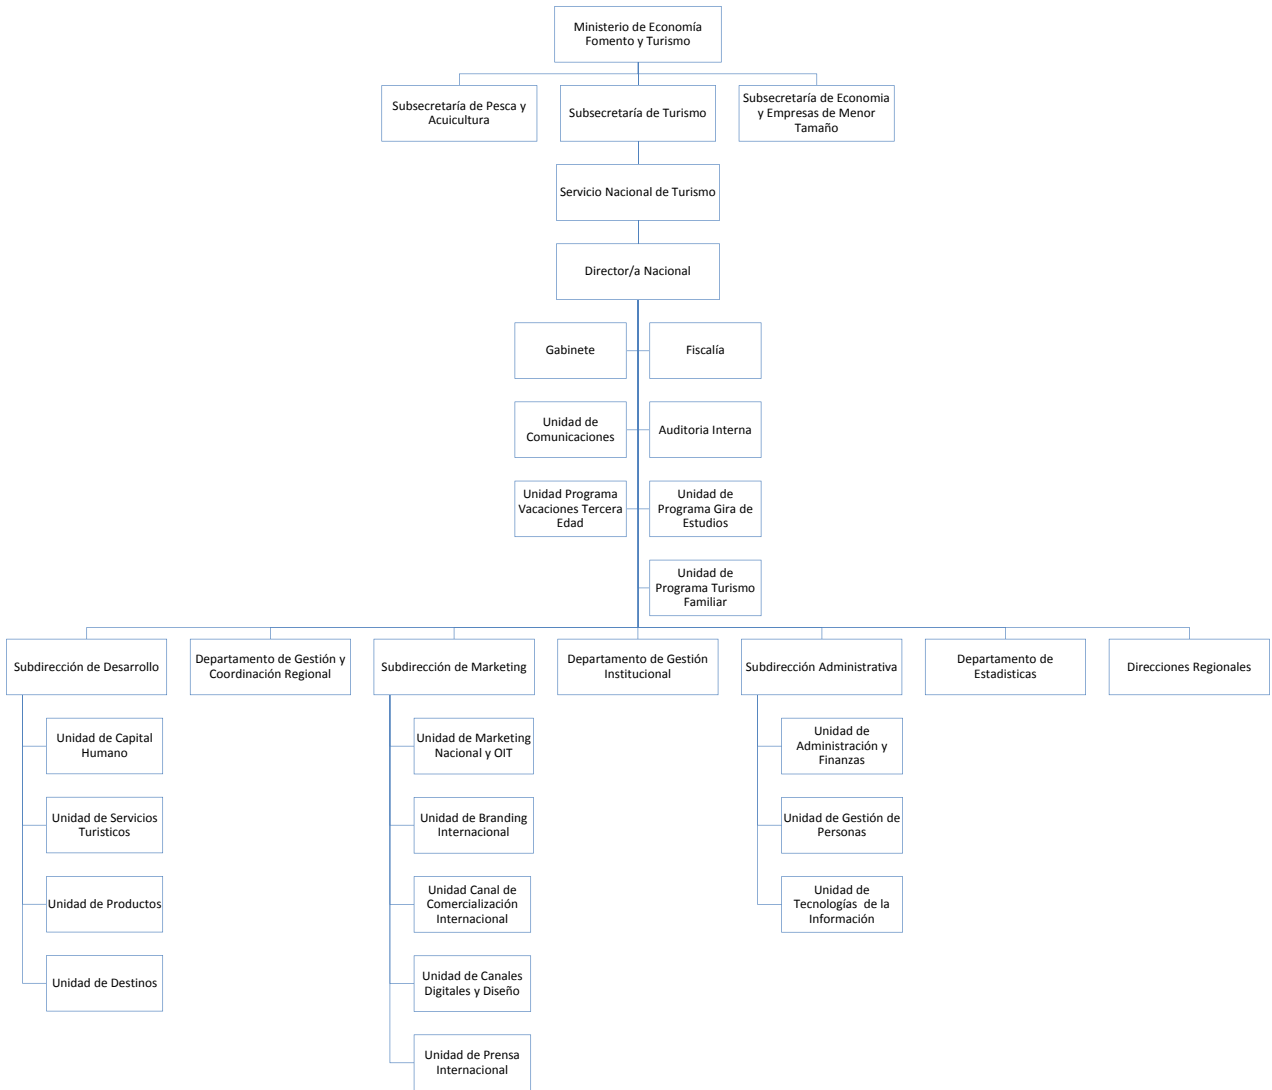 Ministerio de Economía
Fomento y Turismo
Subsecretaría de Pesca y
Acuicultura
Subsecretaría de Turismo
Subsecretaría de Economia
y Empresas de Menor
Tamaño
Servicio Nacional de Turismo
Director/a Nacional
Gabinete
Fiscalía
Unidad de
Comunicaciones
Auditoria Interna
Unidad Programa
Vacaciones Tercera
Edad
Unidad de
Programa Gira de
Estudios
Unidad de
Programa Turismo
Familiar
Subdirección de Desarrollo
Departamento de Gestión y
Coordinación Regional
Subdirección de Marketing
Departamento de Gestión
Institucional
Subdirección Administrativa
Departamento de
Estadisticas
Direcciones Regionales
Unidad de Capital
Humano
Unidad de Servicios
Turisticos
Unidad de Productos
Unidad de Destinos
Unidad de Marketing
Nacional y OIT
Unidad de Branding
Internacional
Unidad Canal de
Comercialización
Internacional
Unidad de Canales
Digitales y Diseño
Unidad de Prensa
Internacional
Unidad de
Administración y
Finanzas
Unidad de Gestión de
Personas
Unidad de
Tecnologías de la
Información